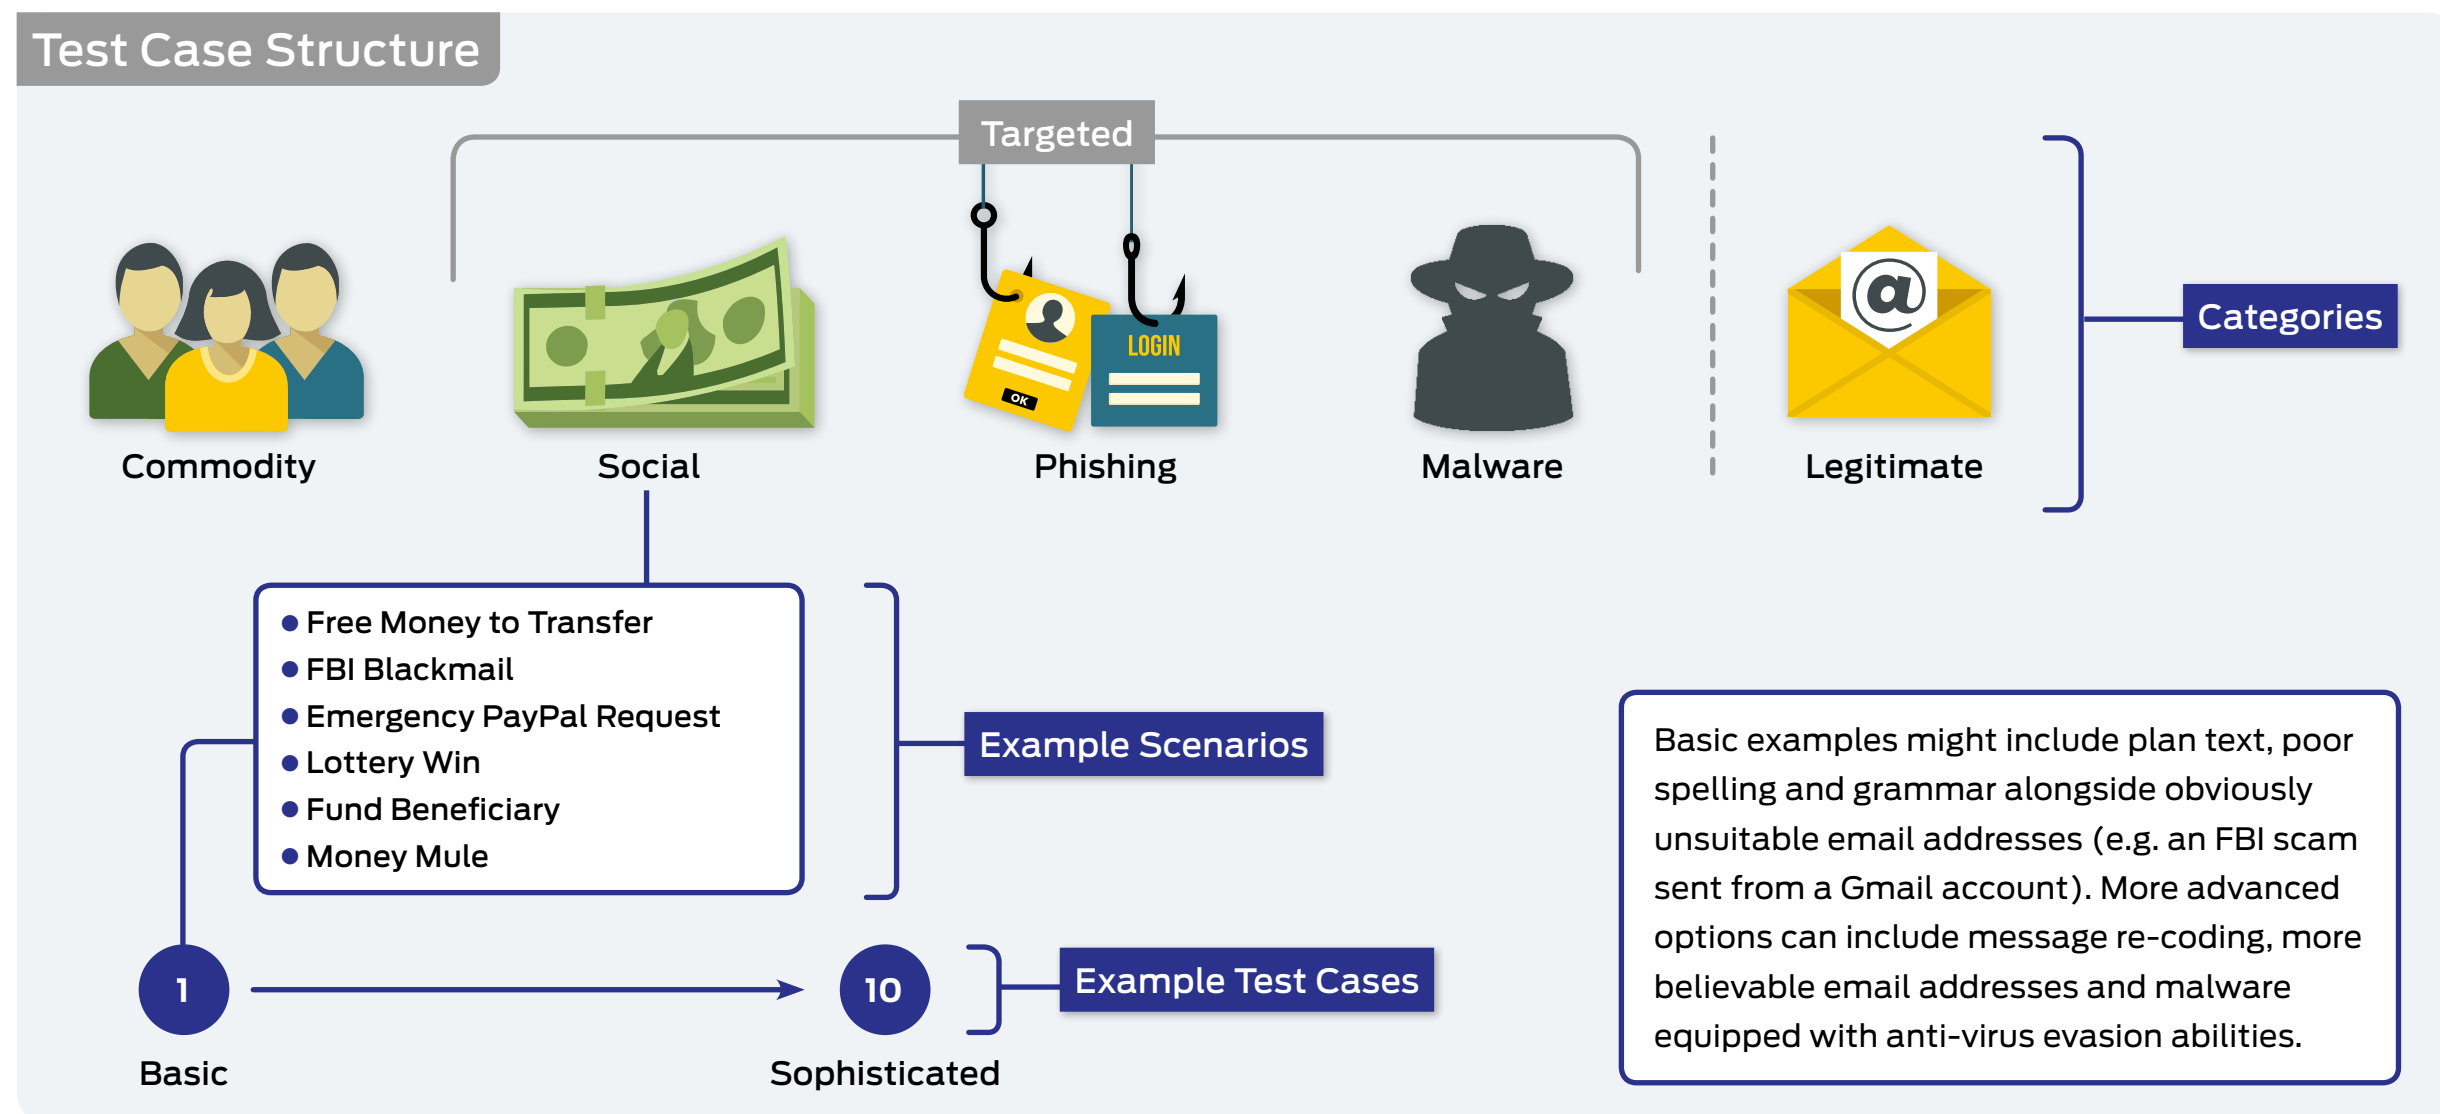 Test Case Structure
Targeted
LOGIN
OK
@
Commodity
Social
Phishing
Malware
Legitimate
Categories
Free Money to Transfer
FBI Blackmail
Emergency PayPal Request
Lottery Win
Fund Beneficiary
Money Mule
Example Scenarios
1
10
Basic
Sophisticated
Example Test Cases
Basic examples might include plan text, poor
spelling and grammar alongside obviously
unsuitable email addresses (e.g. an FBI scam
sent from a Gmail account). More advanced
options can include message re-coding, more
believable email addresses and malware
equipped with anti-virus evasion abilities.